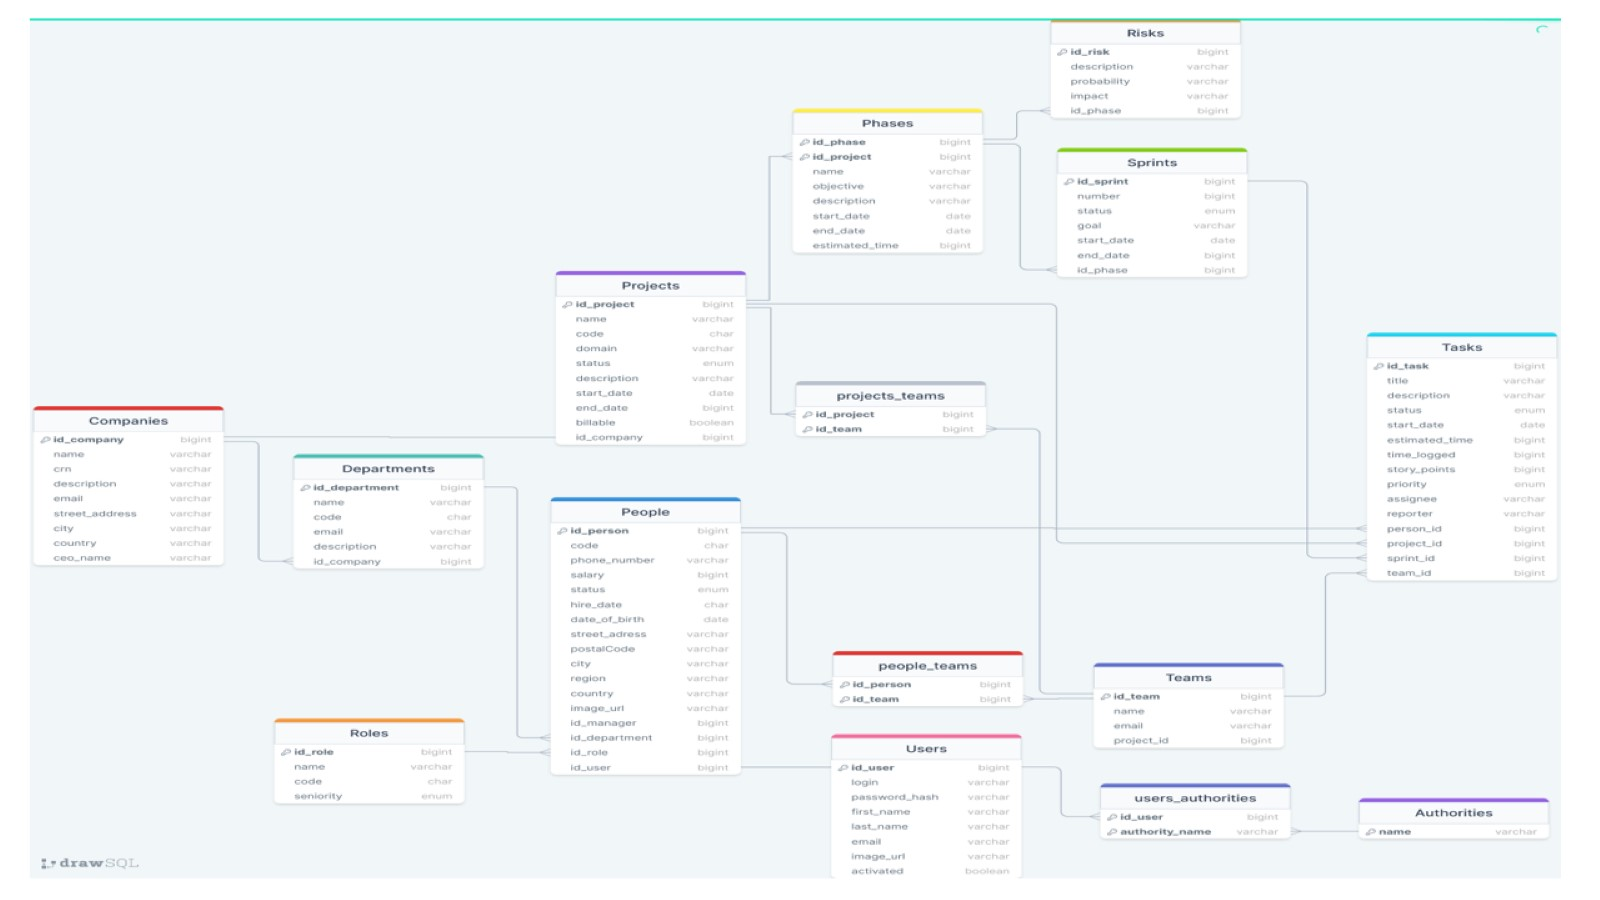 Risks
id_risk bigint
description varchar
probability varchar
impact varchar
id_phase bigint
Phases
id_phase bigint
id_project bigint
name varchar
objective varchar
description varchar
start_date date
end_date date
estimated_time bigint
Sprints
id_sprint bigint
number bigint
status enum
goal varchar
start_date date
end_date bigint
id_phase bigint
Projects
id_project bigint
name varchar
code char
domain varchar
status enum
description varchar
start_date date
end_date bigint
billable boolean
id_company bigint
Tasks
id_task bigint
title varchar
description varchar
status enum
start_date date
estimated_time bigint
time_logged bigint
story_points bigint
priority enum
assignee varchar
reporter varchar
person_id bigint
project_id bigint
sprint_id bigint
team_id bigint
projects_teams
id_project bigint
id_team bigint
Companies
id_company bigint
name varchar
crn varchar
description varchar
email varchar
street_address varchar
city varchar
country varchar
ceo_name varchar
Departments
id_department bigint
name varchar
code char
email varchar
description varchar
id_company bigint
People
id_person bigint
code char
phone_number varchar
salary bigint
status enum
hire_date char
date_of_birth date
street_adress varchar
postalCode varchar
city varchar
region varchar
country varchar
image_url varchar
id_manager bigint
id_department bigint
id_role bigint
id_user bigint
people_teams
id_person bigint
id_team bigint
Teams
id_team bigint
name varchar
email varchar
project_id bigint
Roles
id_role bigint
name varchar
code char
seniority enum
Users
id_user bigint
login varchar
password_hash varchar
first_name varchar
last_name varchar
email varchar
image_url varchar
activated boolean
users_authorities
id_user bigint
authority_name varchar
Authorities
name varchar
drawSQL